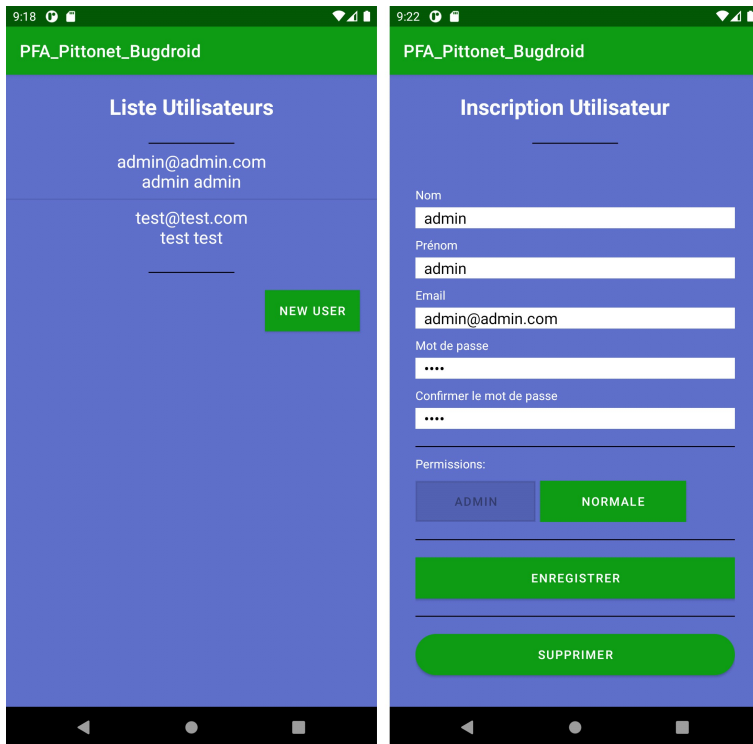 9:18
PFA_Pittonet_Bugdroid
Liste Utilisateurs
admin@admin.com
admin admin
test@test.com
test test
NEW USER
9:22
PFA_Pittonet_Bugdroid
Inscription Utilisateur
Nom
admin
Prénom
admin
Email
admin@admin.com
Mot de passe
••••
Confirmer le mot de passe
••••
Permissions:
ADMIN NORMALE
ENREGISTRER
SUPPRIMER